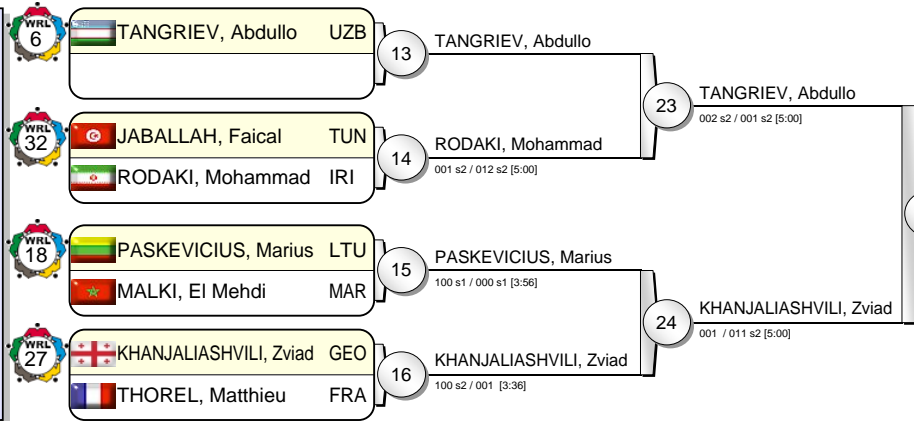 WRL
6
TANGRIEV, Abdullo UZB
13
TANGRIEV, Abdullo
23
TANGRIEV, Abdullo
002 s2 / 001 s2 [5:00]
WRL
32
JABALLAH, Faical TUN
RODAKI, Mohammad IRI
14
RODAKI, Mohammad
001 s2 / 012 s2 [5:00]
WRL
18
PASKEVICIUS, Marius LTU
MALKI, El Mehdi MAR
15
PASKEVICIUS, Marius
100 s1 / 000 s1 [3:56]
24
KHANJALIASHVILI, Zviad
001 / 011 s2 [5:00]
WRL
27
KHANJALIASHVILI, Zviad GEO
THOREL, Matthieu FRA
16
KHANJALIASHVILI, Zviad
100 s2 / 001 [3:36]